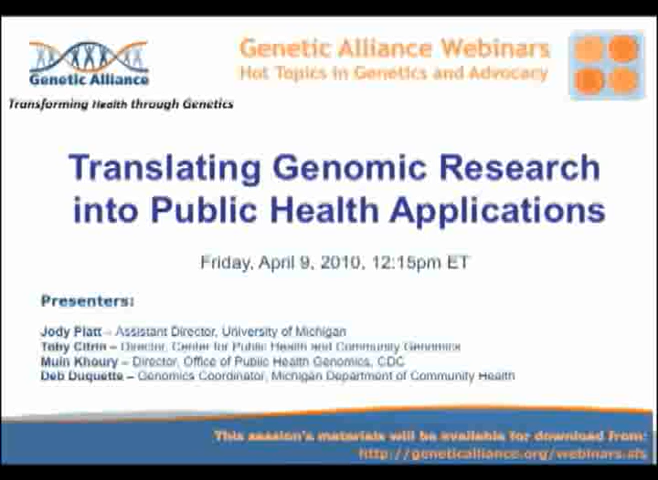 Genetic Alliance
Transforming Health through Genetics
Genetic Alliance Webinars
Hot Topics in Genetics and Advocacy
Translating Genomic Research
into Public Health Applications
Friday, April 9, 2010, 12:15pm ET
Presenters:
Jody Platt – Assistant Director, University of Michigan
Toby Citrin – Director, Center for Public Health and Community Genomics
Muin Khoury – Director, Office of Public Health Genomics, CDC
Deb Duquette – Genomics Coordinator, Michigan Department of Community Health
This session's materials will be available for download from:
http://geneticalliance.org/webinars.sfs